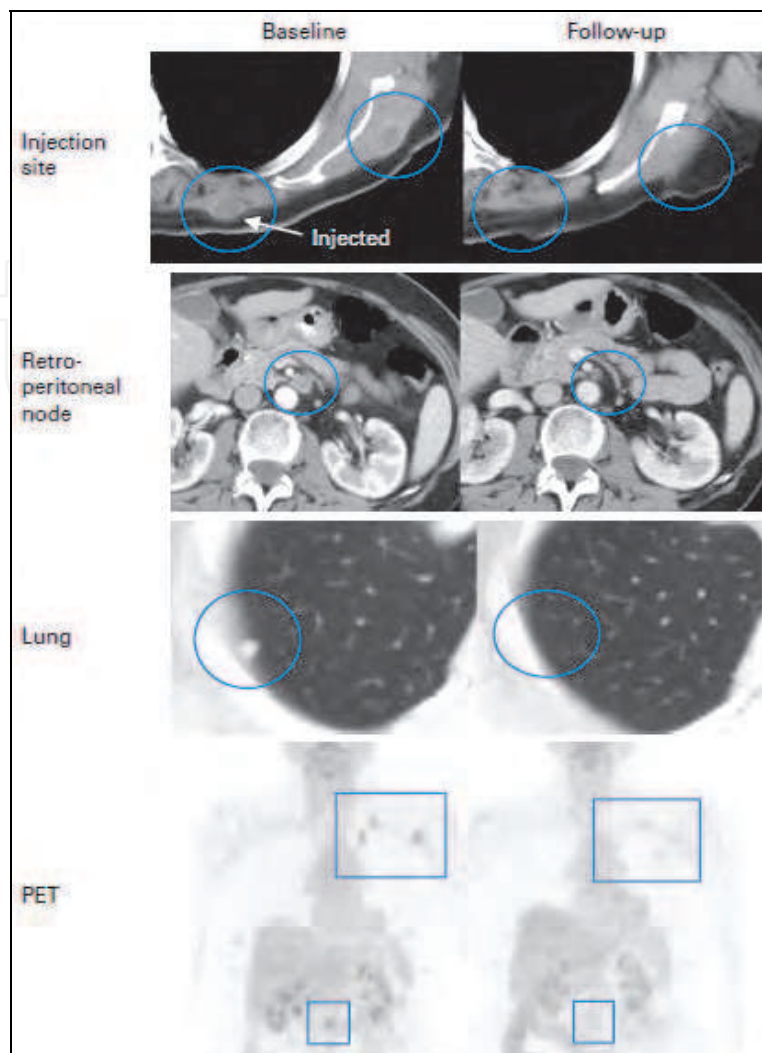 Baseline Follow-up
Injection
site
Injected
Retro-
peritoneal
node
Lung
PET